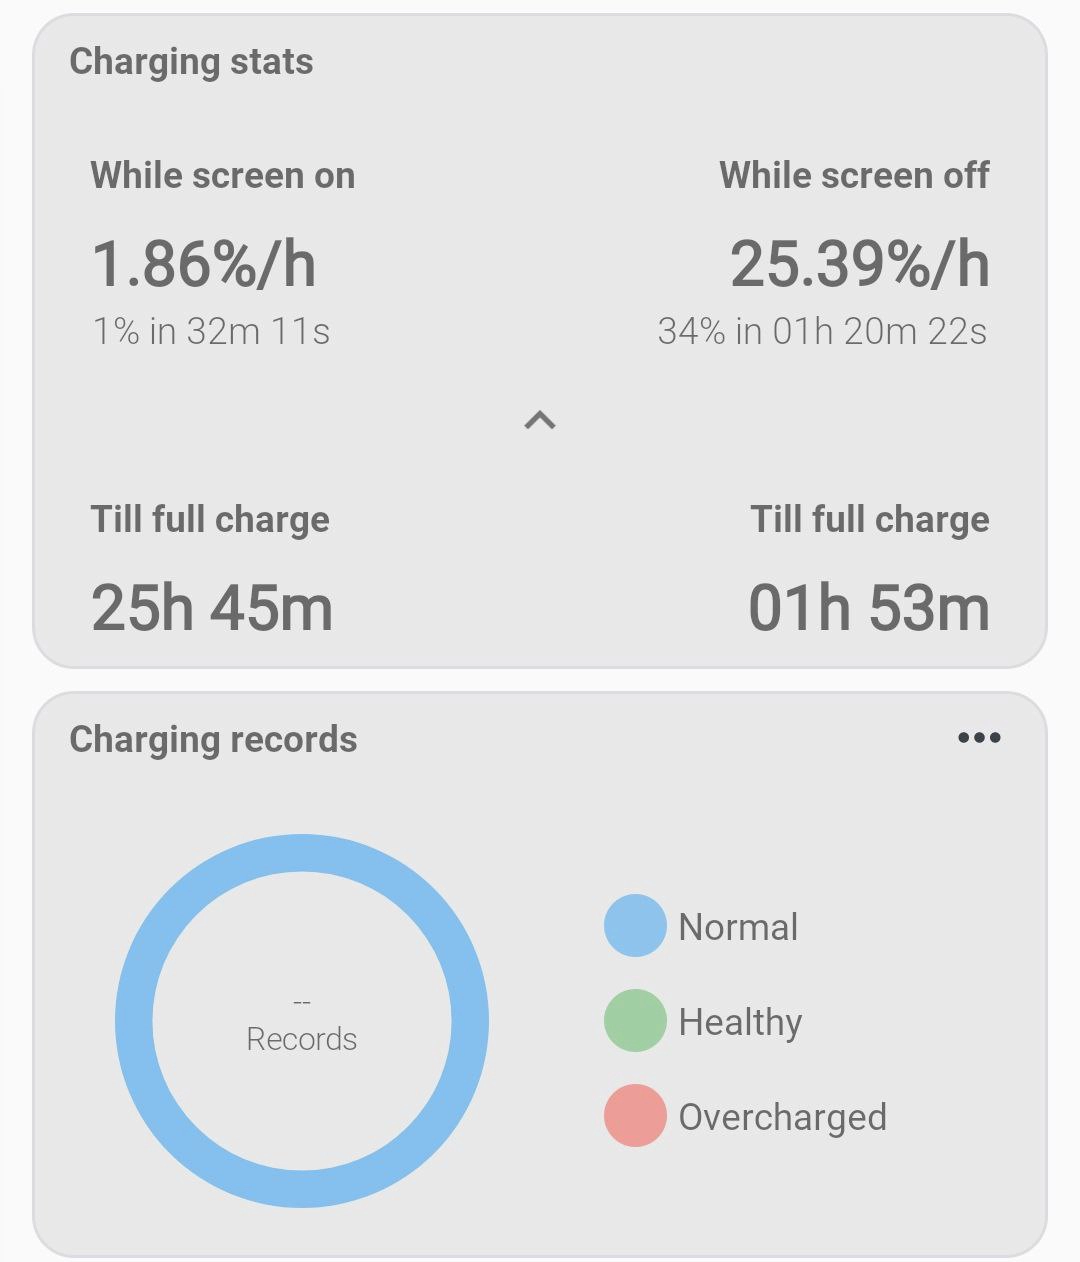 Charging stats
While screen on
While screen off
1.86%/h
25.39%/h
1% in 32m 11s
34% in 01h 20m 22s
Till full charge
Till full charge
25h 45m
01h 53m
Charging records
--
Records
Normal
Healthy
Overcharged